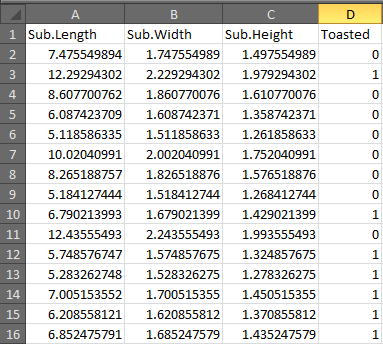 A B C D
1 Sub.Length Sub.Width Sub.Height Toasted
2 7.475549894 1.747554989 1.497554989 0
3 12.29294302 2.229294302 1.979294302 1
4 8.607700762 1.860770076 1.610770076 0
5 6.087423709 1.608742371 1.358742371 0
6 5.118586335 1.511858633 1.261858633 0
7 10.02040991 2.002040991 1.752040991 0
8 8.265188757 1.826518876 1.576518876 0
9 5.184127444 1.518412744 1.268412744 0
10 6.790213993 1.679021399 1.429021399 1
11 12.43555493 2.243555493 1.993555493 0
12 5.748576747 1.574857675 1.324857675 1
13 5.283262748 1.528326275 1.278326275 1
14 7.005153552 1.700515355 1.450515355 1
15 6.208558121 1.620855812 1.370855812 1
16 6.852475791 1.685247579 1.435247579 1